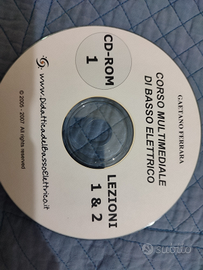 GAETANO FERRARA
CORSO MULTIMEDIALE
DI BASSO ELETTRICO
CD-ROM
1
LEZIONI
1 & 2
www.DidatticadelBassoElettrico.it
© 2005 - 2007 All rights reserved
subito